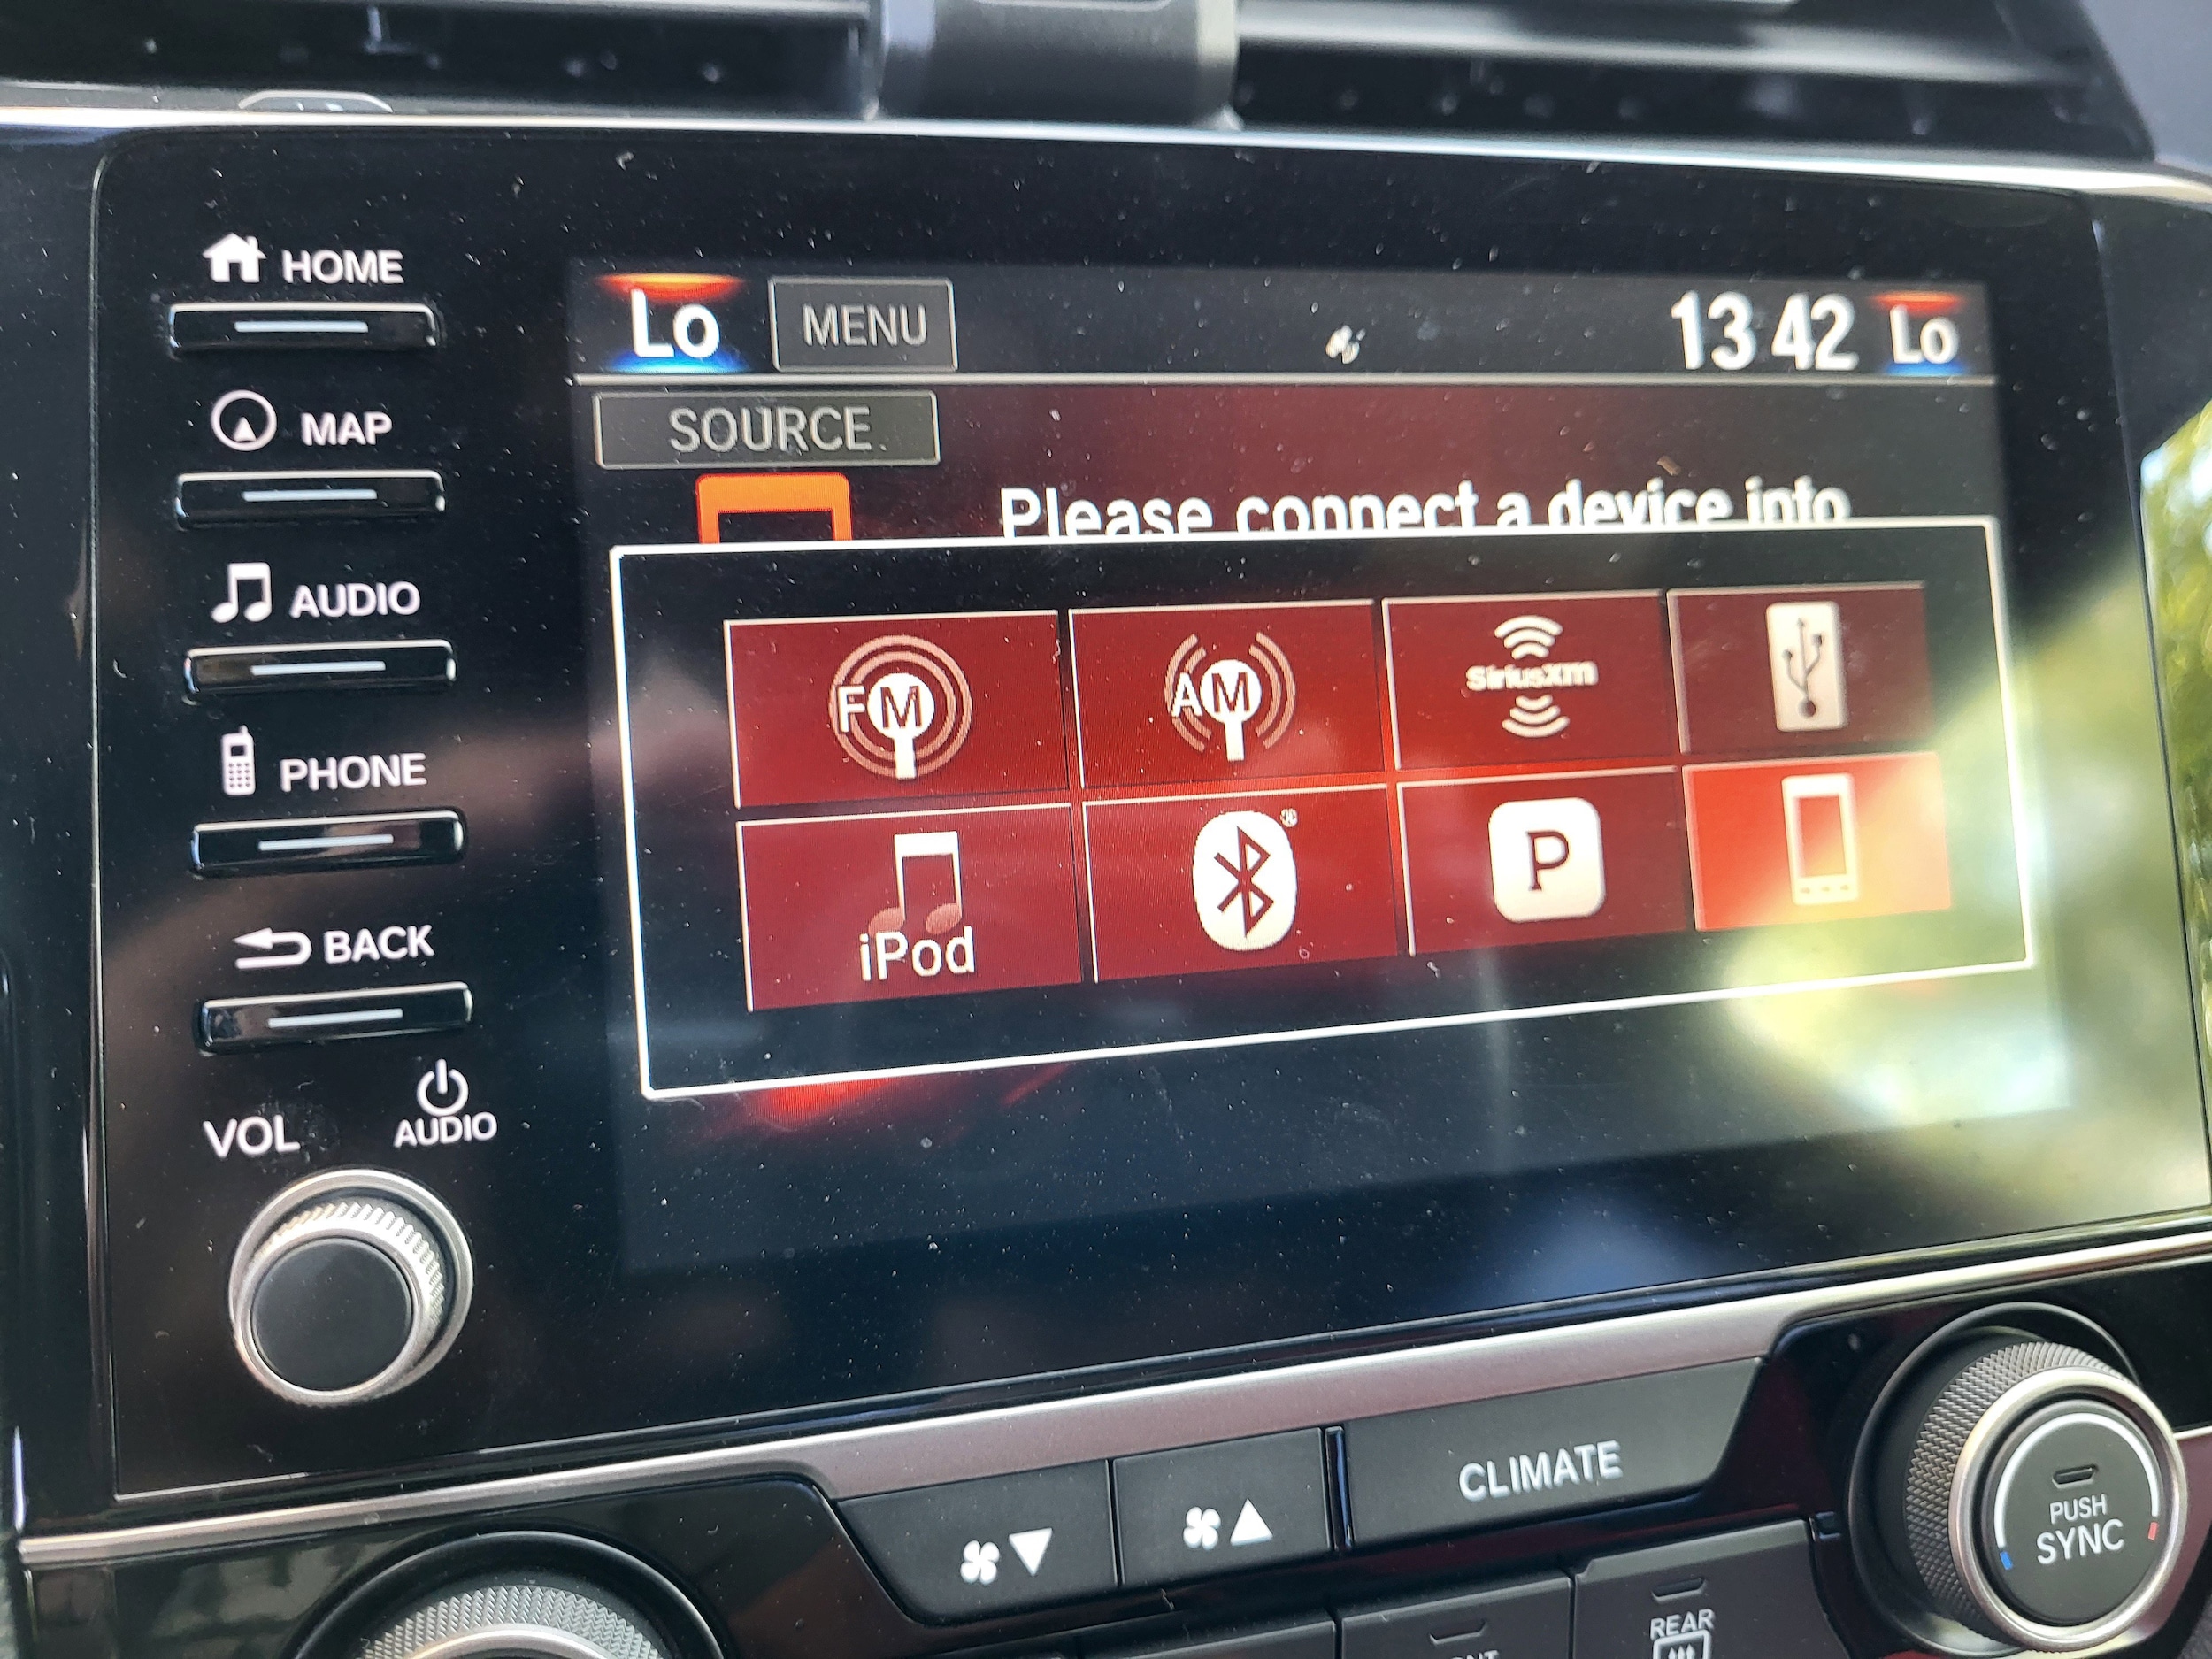 HOME
Lo MENU 13 42 Lo
MAP
SOURCE
Please connect a device into
AUDIO
FM AM SiriusXM
PHONE
P
iPod
BACK
VOL AUDIO
CLIMATE
PUSH
SYNC
REAR